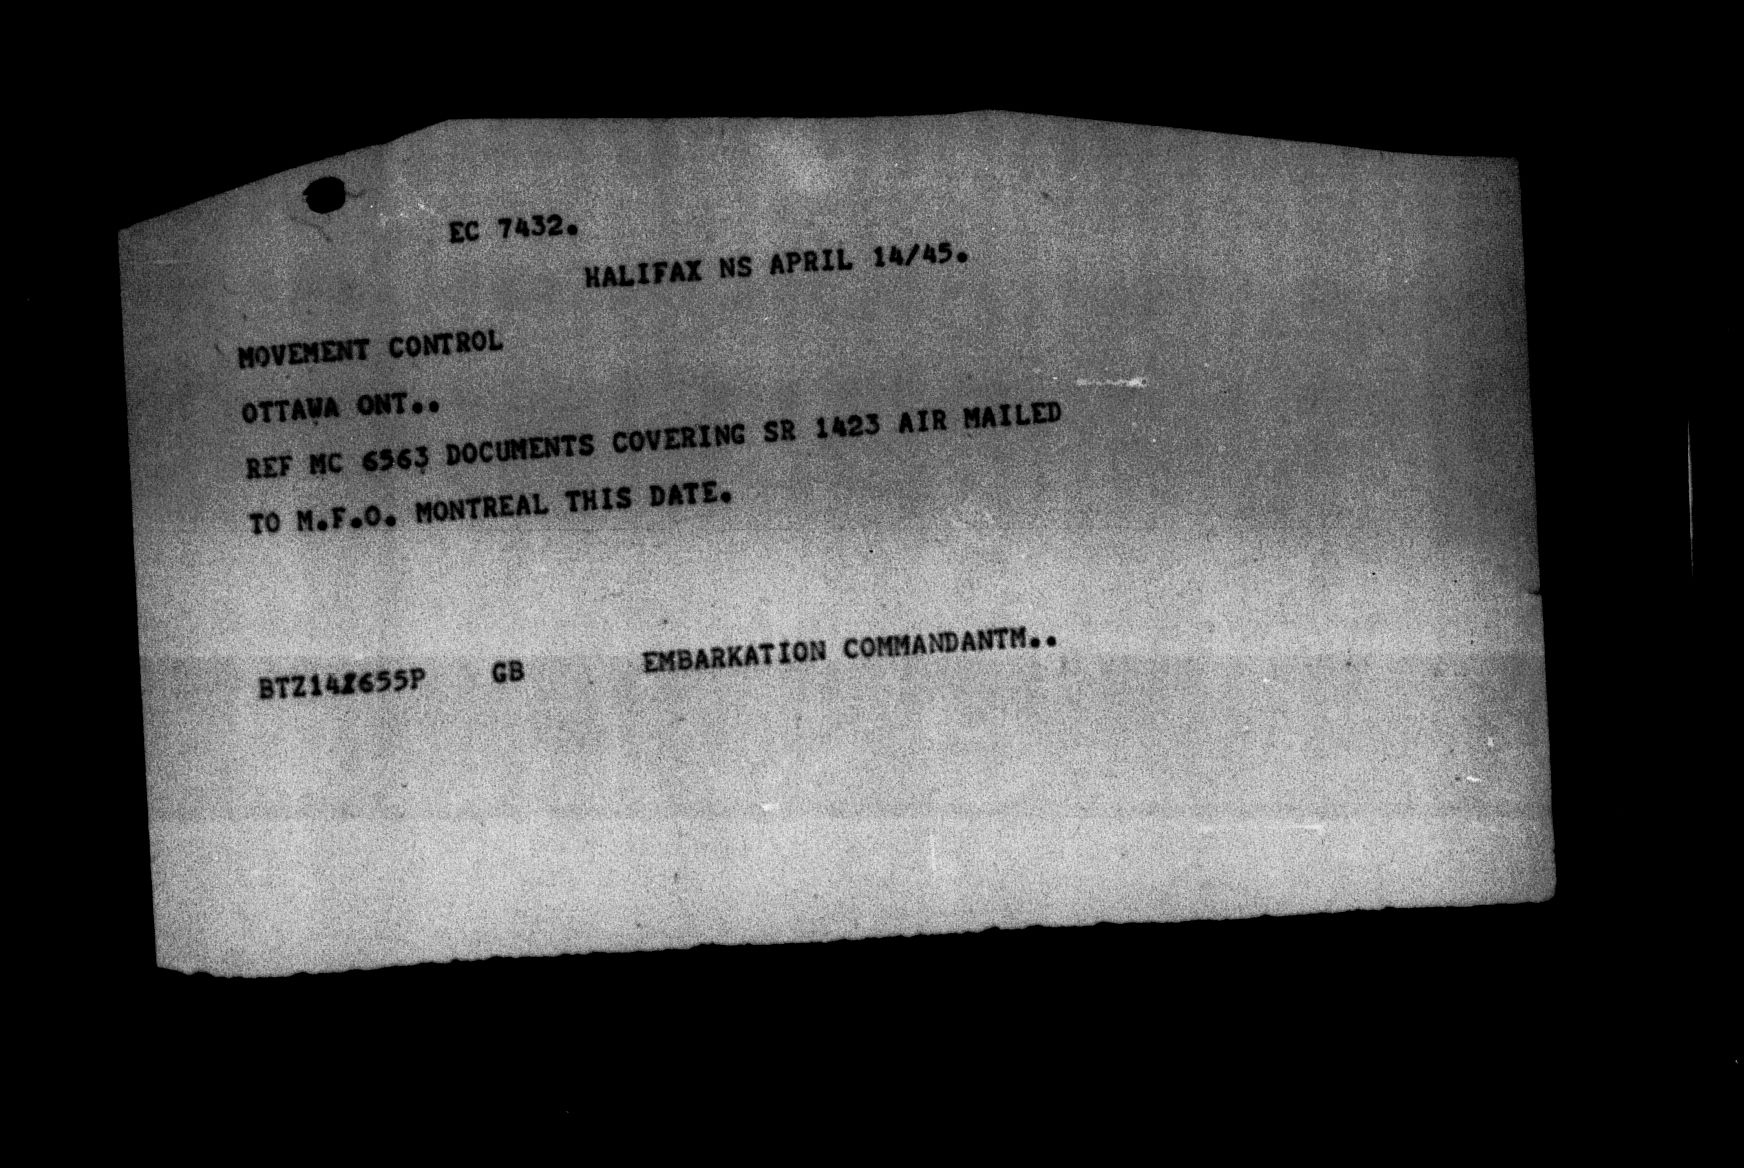 EC 7432.
HALIFAX NS APRIL 14/45.
MOVEMENT CONTROL
OTTAWA ONT..
REF MC 6563 DOCUMENTS COVERING SR 1423 AIR MAILED
TO M.F.O. MONTREAL THIS DATE.
GB EMBARKATION COMMANDANTM..